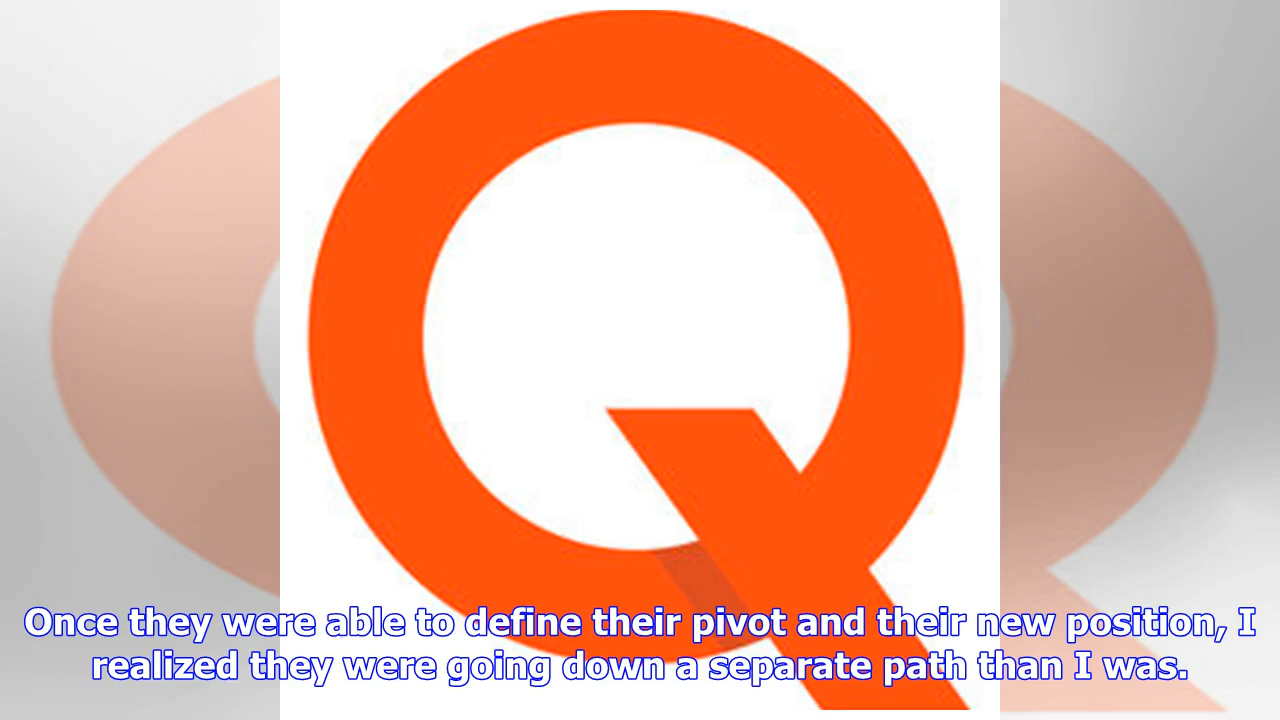 Q
Once they were able to define their pivot and their new position, I
realized they were going down a separate path than I was.